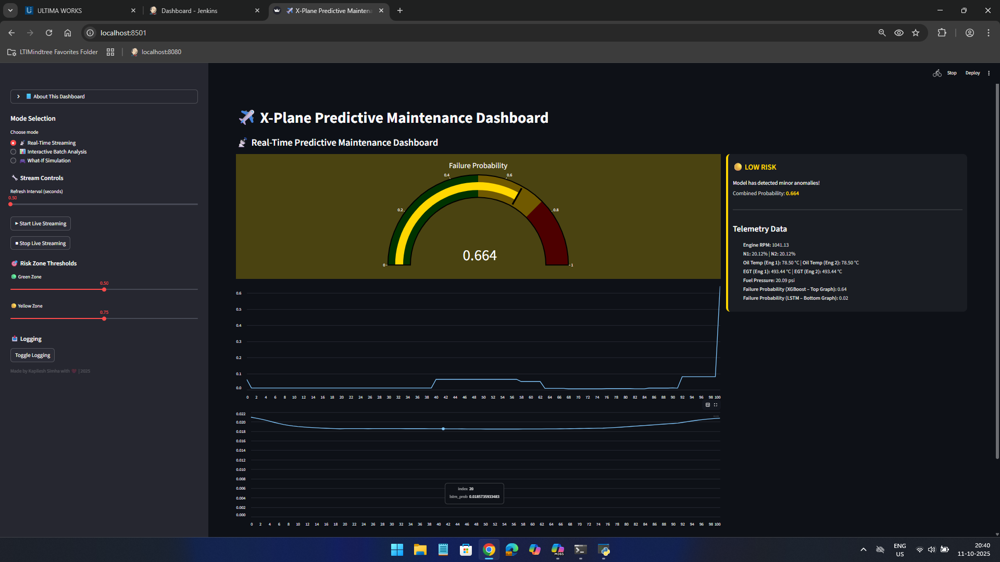 ULTIMA WORKS
Dashboard - Jenkins
X-Plane Predictive Maintenan
localhost:8501
LTIMindtree Favorites Folder
localhost:8080
Stop
Deploy
About This Dashboard
Mode Selection
Choose mode
Real-Time Streaming
Interactive Batch Analysis
What-If Simulation
Stream Controls
Refresh Interval (seconds)
0.50
Start Live Streaming
Stop Live Streaming
Risk Zone Thresholds
Green Zone
0.50
Yellow Zone
0.75
Logging
Toggle Logging
Made by Kapilesh Simha with | 2025
X-Plane Predictive Maintenance Dashboard
Real-Time Predictive Maintenance Dashboard
Failure Probability
0.4
0.6
0.2
0.8
0
1
0.664
LOW RISK
Model has detected minor anomalies!
Combined Probability: 0.664
Telemetry Data
Engine RPM: 1041.13
N1: 20.12% | N2: 20.12%
Oil Temp (Eng 1): 78.50 °C | Oil Temp (Eng 2): 78.50 °C
EGT (Eng 1): 493.44 °C | EGT (Eng 2): 493.44 °C
Fuel Pressure: 20.09 psi
Failure Probability (XGBoost – Top Graph): 0.64
Failure Probability (LSTM – Bottom Graph): 0.02
0.6
0.5
0.4
0.3
0.2
0.1
0.0
0 2 4 6 8 10 12 14 16 18 20 22 24 26 28 30 32 34 36 38 40 42 44 46 48 50 52 54 56 58 60 62 64 66 68 70 72 74 76 78 80 82 84 86 88 90 92 94 96 98 100
0.022
0.020
0.018
0.016
0.014
0.012
0.010
0.008
0.006
0.004
0.002
0.000
index 20
lstm_prob 0.0185735933483
0 2 4 6 8 10 12 14 16 18 20 22 24 26 28 30 32 34 36 38 40 42 44 46 48 50 52 54 56 58 60 62 64 66 68 70 72 74 76 78 80 82 84 86 88 90 92 94 96 98 100
M365
ENG
US
20:40
11-10-2025